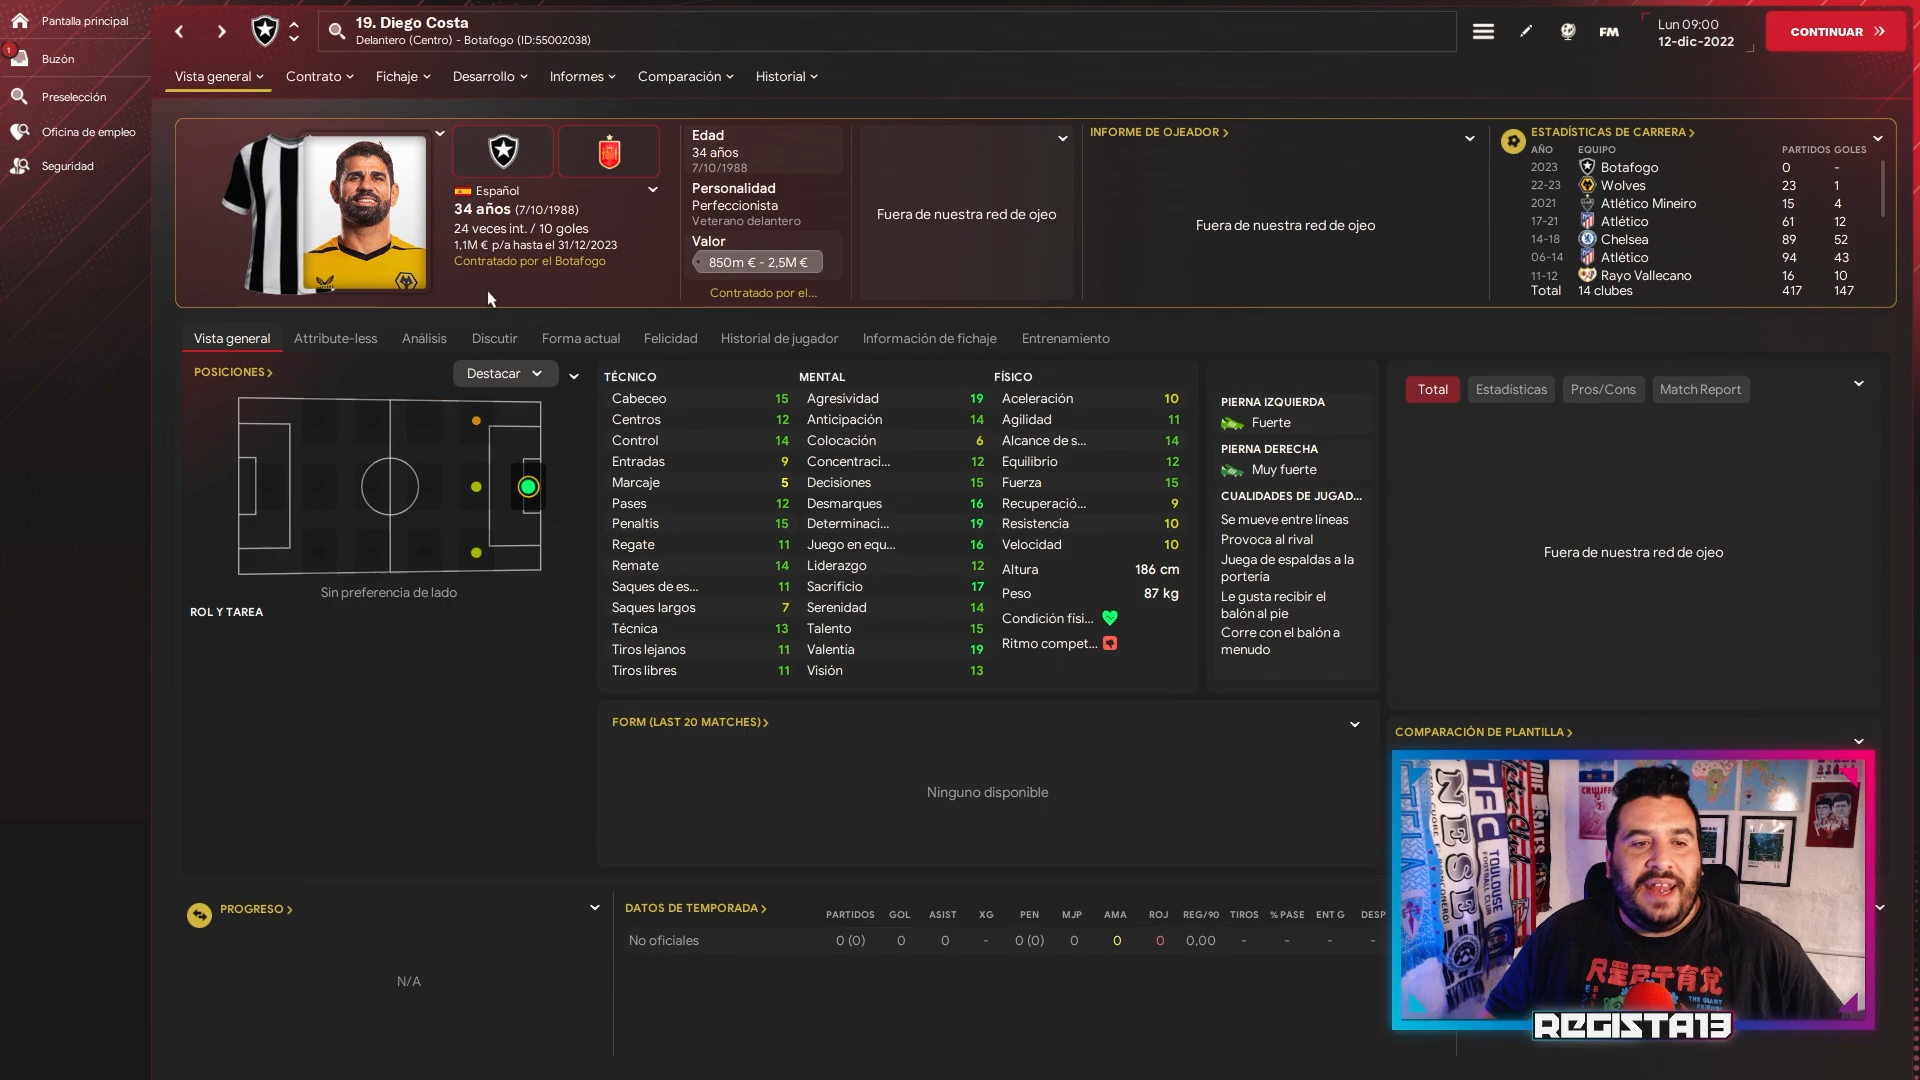 Pantalla principal
1
Buzón
Preselección
Oficina de empleo
Seguridad
19. Diego Costa
Delantero (Centro) - Botafogo (ID:55002038)
FM
Lun 09:00
12-dic-2022
CONTINUAR
Vista general
Contrato
Fichaje
Desarrollo
Informes
Comparación
Historial
Español
34 años (7/10/1988)
24 veces int. / 10 goles
1,1M € p/a hasta el 31/12/2023
Contratado por el Botafogo
Edad
34 años
7/10/1988
Personalidad
Perfeccionista
Veterano delantero
Valor
850m € - 2,5M €
Contratado por el...
Fuera de nuestra red de ojeo
INFORME DE OJEADOR
Fuera de nuestra red de ojeo
ESTADÍSTICAS DE CARRERA
AÑO EQUIPO PARTIDOS GOLES
2023 Botafogo 0 -
22-23 Wolves 23 1
2021 Atlético Mineiro 15 4
17-21 Atlético 61 12
14-18 Chelsea 89 52
06-14 Atlético 94 43
11-12 Rayo Vallecano 16 10
Total 14 clubes 417 147
Vista general
Attribute-less
Análisis
Discutir
Forma actual
Felicidad
Historial de jugador
Información de fichaje
Entrenamiento
POSICIONES
Destacar
Sin preferencia de lado
ROL Y TAREA
TÉCNICO
Cabeceo 15
Centros 12
Control 14
Entradas 9
Marcaje 5
Pases 12
Penaltis 15
Regate 11
Remate 14
Saques de es... 11
Saques largos 7
Técnica 13
Tiros lejanos 11
Tiros libres 11
MENTAL
Agresividad 19
Anticipación 14
Colocación 6
Concentraci... 12
Decisiones 15
Desmarques 16
Determinaci... 19
Juego en equ... 16
Liderazgo 12
Sacrificio 17
Serenidad 14
Talento 15
Valentía 19
Visión 13
FÍSICO
Aceleración 10
Agilidad 11
Alcance de s... 14
Equilibrio 12
Fuerza 15
Recuperació... 9
Resistencia 10
Velocidad 10
Altura 186 cm
Peso 87 kg
Condición físi...
Ritmo compet...
PIERNA IZQUIERDA
Fuerte
PIERNA DERECHA
Muy fuerte
CUALIDADES DE JUGAD...
Se mueve entre líneas
Provoca al rival
Juega de espaldas a la
portería
Le gusta recibir el
balón al pie
Corre con el balón a
menudo
Total
Estadísticas
Pros/Cons
Match Report
Fuera de nuestra red de ojeo
FORM (LAST 20 MATCHES)
Ninguno disponible
COMPARACIÓN DE PLANTILLA
PROGRESO
N/A
DATOS DE TEMPORADA
PARTIDOS GOL ASIST XG PEN MJP AMA ROJ REG/90 TIROS % PASE ENT G DESP
No oficiales 0 (0) 0 0 - 0 (0) 0 0 0 0,00 - - - -
TFC
TOULOUSE
REGISTA13